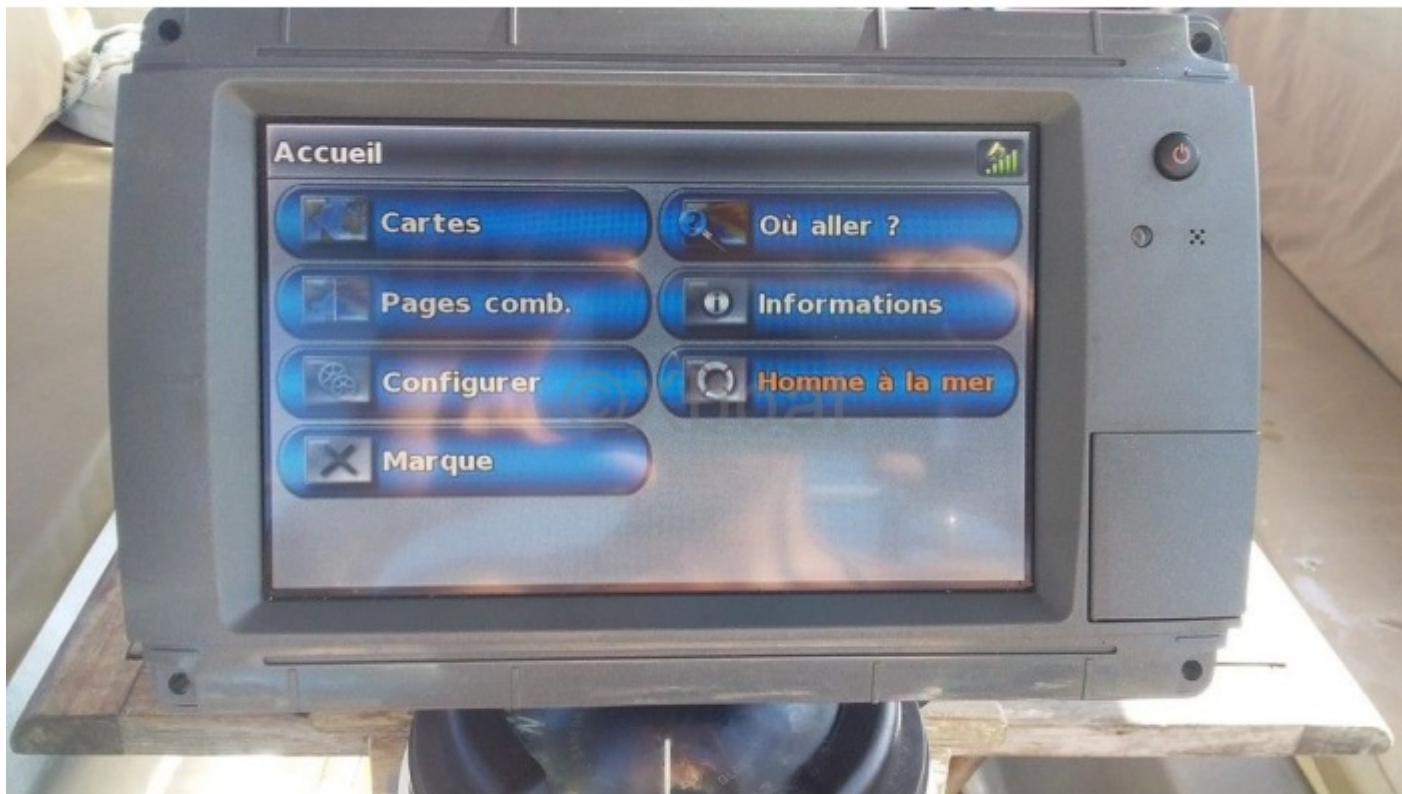 Accueil
Cartes
Où aller ?
Pages comb.
Informations
Configurer
Homme à la mer
Marque